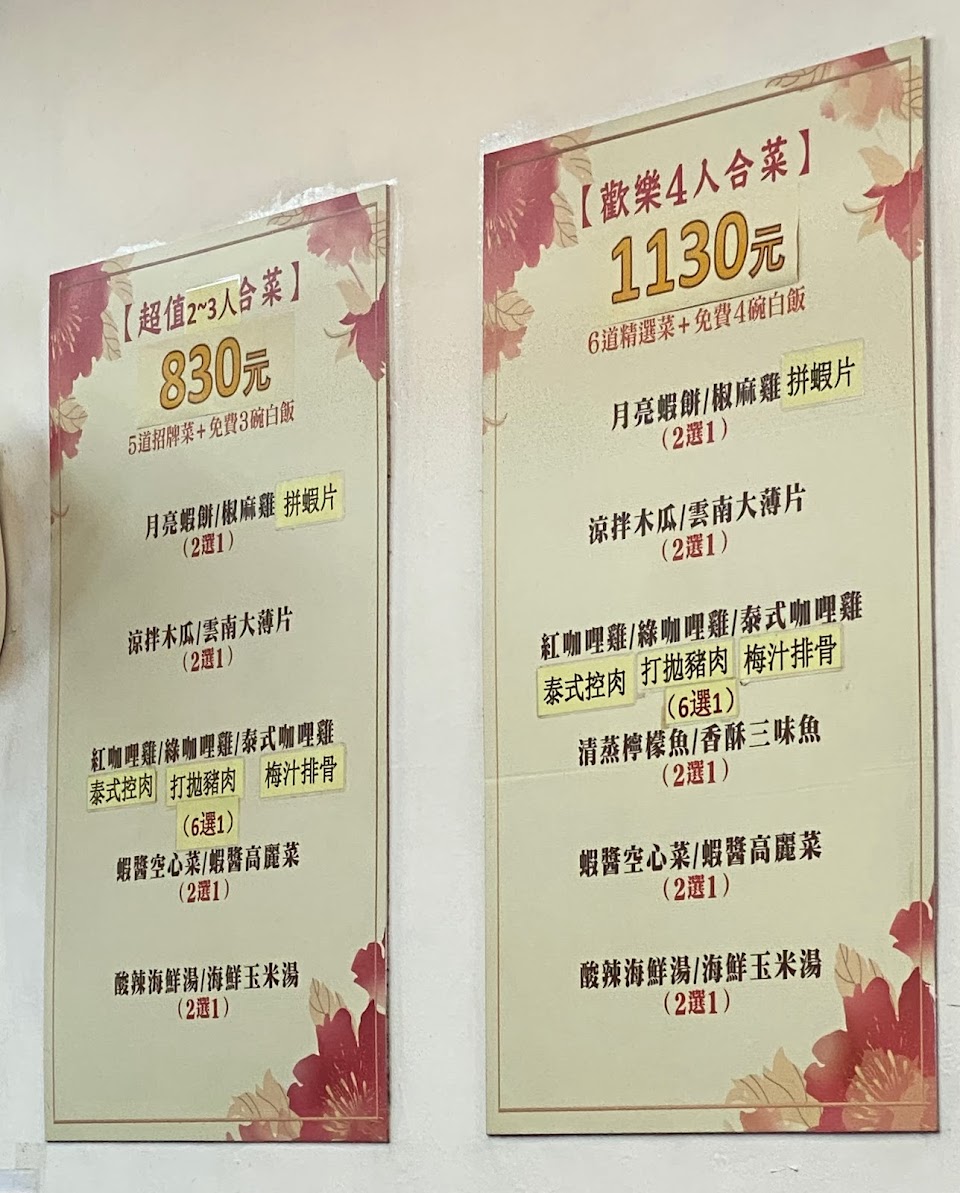 【超值2~3人合菜】
830元
5道招牌菜+免費3碗白飯
月亮蝦餅/椒麻雞 拼蝦片
(2選1)
涼拌木瓜/雲南大薄片
(2選1)
紅咖哩雞/綠咖哩雞/泰式咖哩雞
泰式控肉 打拋豬肉 梅汁排骨
(6選1)
蝦醬空心菜/蝦醬高麗菜
(2選1)
酸辣海鮮湯/海鮮玉米湯
(2選1)
【歡樂4人合菜】
1130元
6道精選菜+免費4碗白飯
月亮蝦餅/椒麻雞 拼蝦片
(2選1)
涼拌木瓜/雲南大薄片
(2選1)
紅咖哩雞/綠咖哩雞/泰式咖哩雞
泰式控肉 打拋豬肉 梅汁排骨
(6選1)
清蒸檸檬魚/香酥三味魚
(2選1)
蝦醬空心菜/蝦醬高麗菜
(2選1)
酸辣海鮮湯/海鮮玉米湯
(2選1)